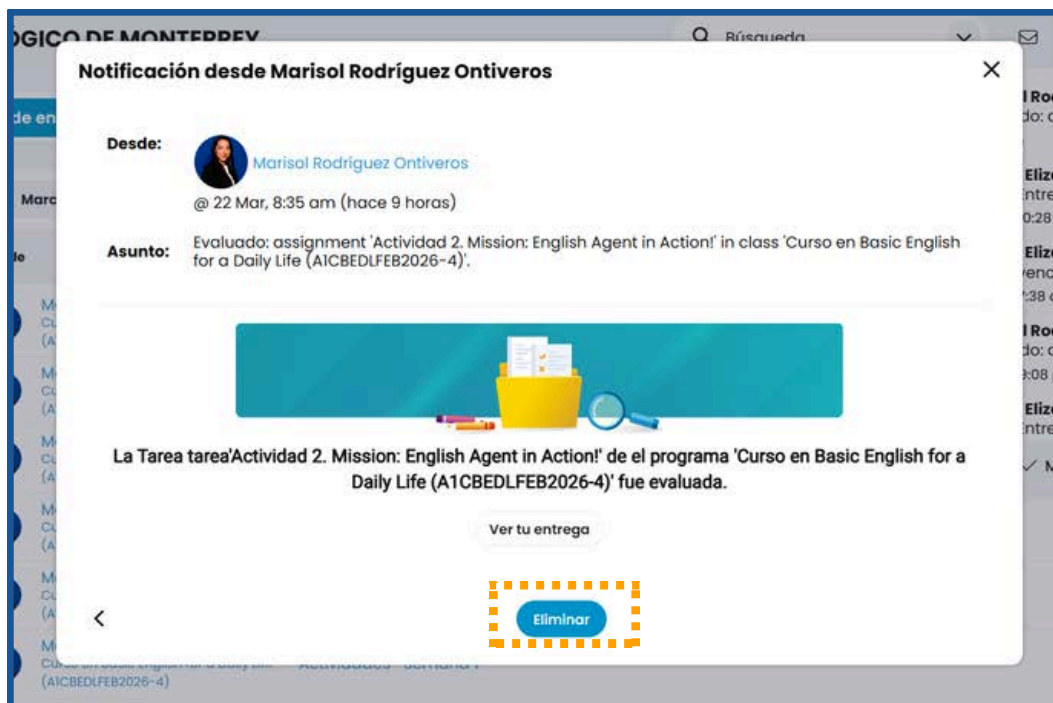 ÓGICO DE MONTERREY
Búsqueda
Notificación desde Marisol Rodríguez Ontiveros
Desde:
Marisol Rodríguez Ontiveros
@ 22 Mar, 8:35 am (hace 9 horas)
Asunto:
Evaluado: assignment 'Actividad 2. Mission: English Agent in Action!' in class 'Curso en Basic English
for a Daily Life (A1CBEDLFEB2026-4)'.
La Tarea tarea'Actividad 2. Mission: English Agent in Action!' de el programa 'Curso en Basic English for a
Daily Life (A1CBEDLFEB2026-4)' fue evaluada.
Ver tu entrega
Eliminar
de en
Marc
(A1CBEDLFEB2026-4)